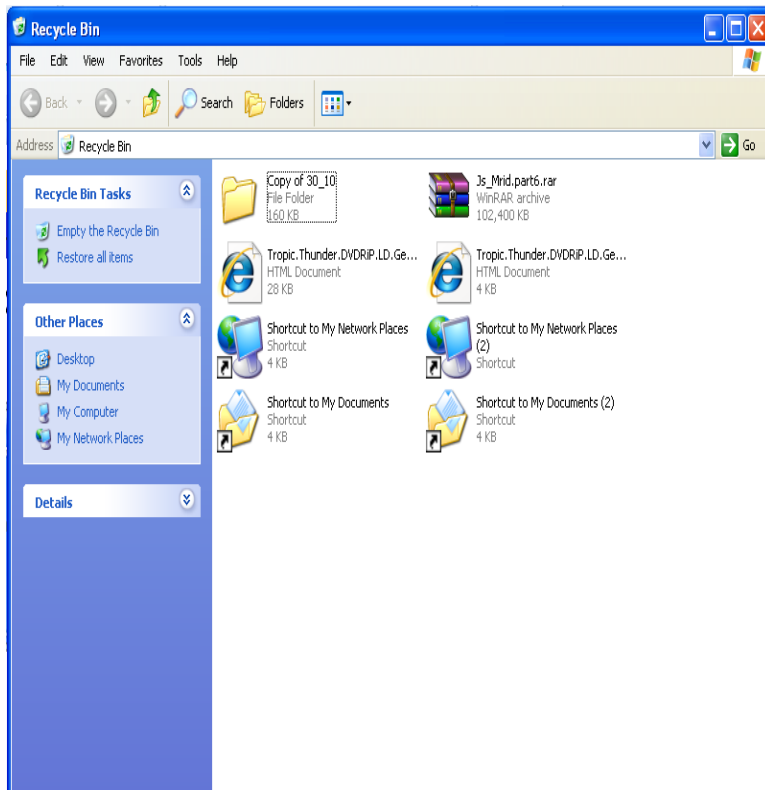 Recycle Bin
File Edit View Favorites Tools Help
Back Search Folders
Address Recycle Bin Go
Recycle Bin Tasks
Empty the Recycle Bin
Restore all items
Other Places
Desktop
My Documents
My Computer
My Network Places
Details
Copy of 30_10
File Folder
160 KB
Js_Mrid.part6.rar
WinRAR archive
102,400 KB
Tropic.Thunder.DVDRiP.LD.Ge...
HTML Document
28 KB
Tropic.Thunder.DVDRiP.LD.Ge...
HTML Document
4 KB
Shortcut to My Network Places
Shortcut
4 KB
Shortcut to My Network Places
(2)
Shortcut
Shortcut to My Documents
Shortcut
4 KB
Shortcut to My Documents (2)
Shortcut
4 KB